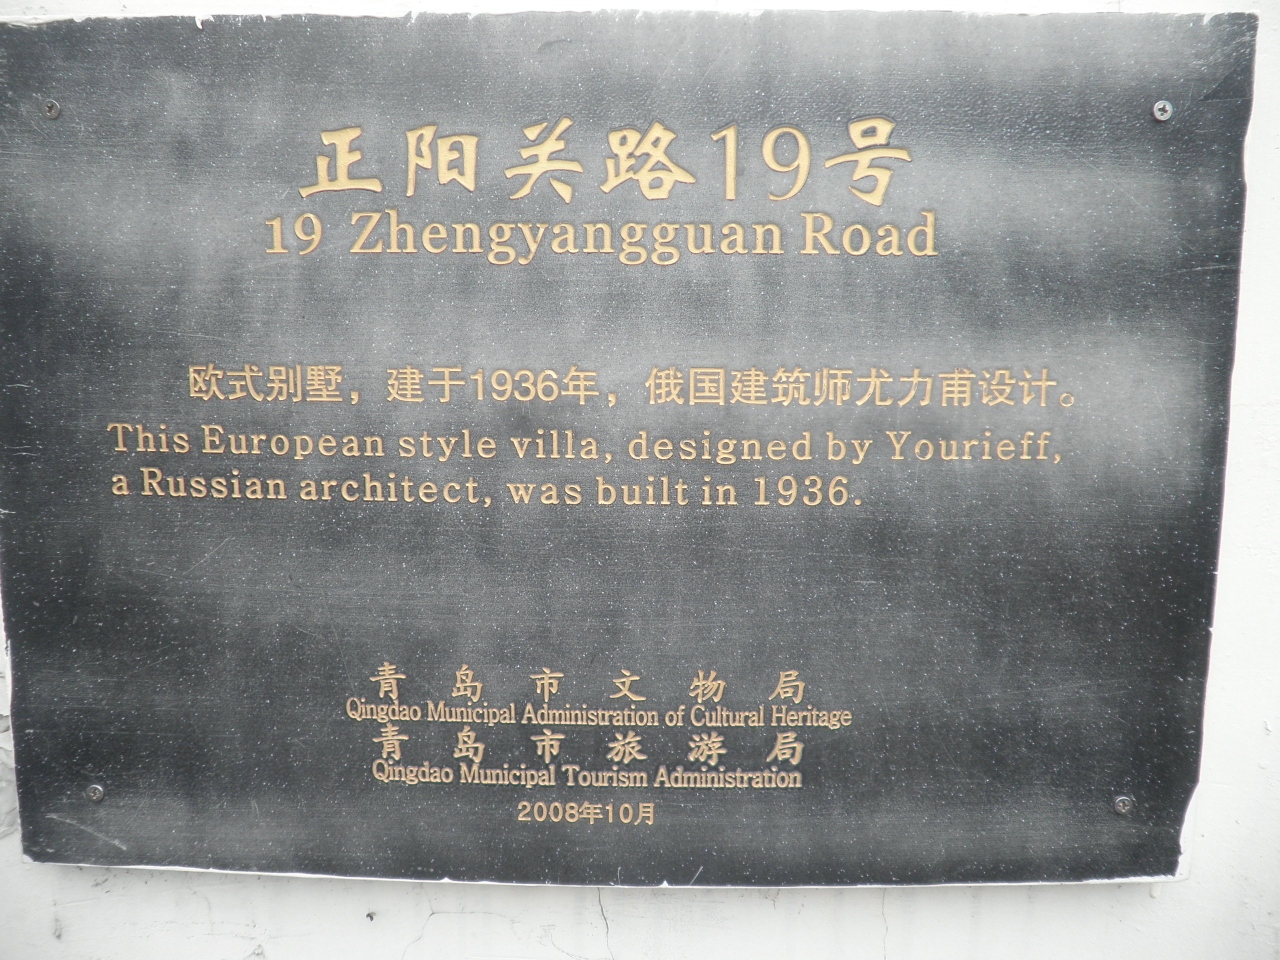 正阳关路19号
19 Zhengyangguan Road
欧式别墅，建于1936年，俄国建筑师尤力甫设计。
This European style villa, designed by Yourieff,
a Russian architect, was built in 1936.
青岛市文物局
Qingdao Municipal Administration of Cultural Heritage
青岛市旅游局
Qingdao Municipal Tourism Administration
2008年10月